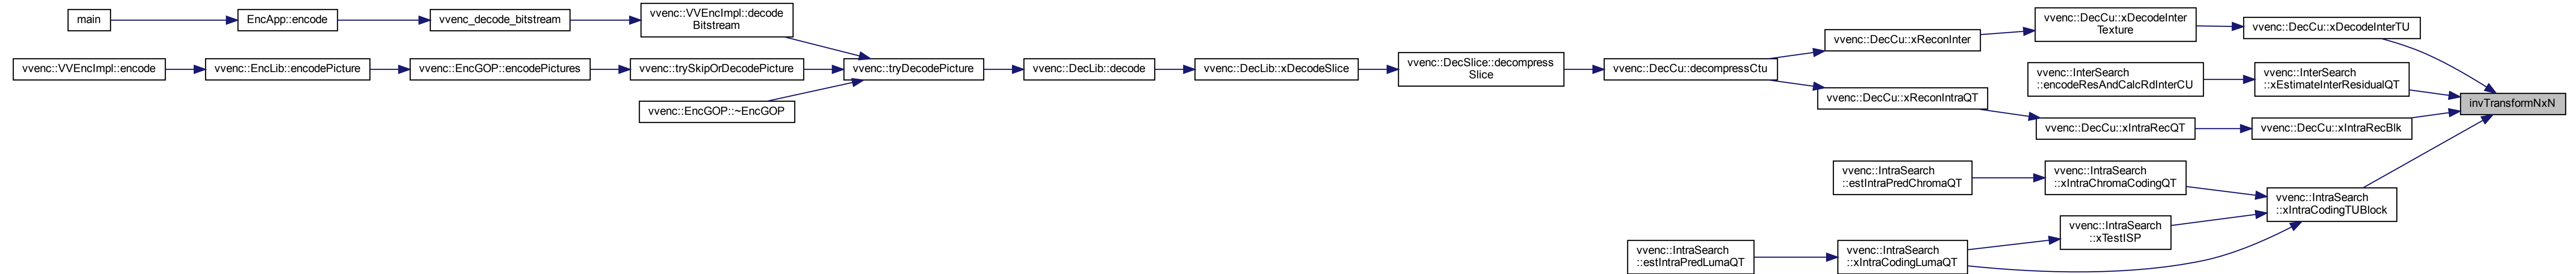 main
EncApp::encode
vvenc_decode_bitstream
vvenc::VVEncImpl::decode
Bitstream
vvenc::VVEncImpl::encode
vvenc::EncLib::encodePicture
vvenc::EncGOP::encodePictures
vvenc::trySkipOrDecodePicture
vvenc::EncGOP::~EncGOP
vvenc::tryDecodePicture
vvenc::DecLib::decode
vvenc::DecLib::xDecodeSlice
vvenc::DecSlice::decompress
Slice
vvenc::DecCu::decompressCtu
vvenc::DecCu::xReconInter
vvenc::DecCu::xReconIntraQT
vvenc::DecCu::xDecodeInter
Texture
vvenc::DecCu::xDecodeInterTU
vvenc::InterSearch
::encodeResAndCalcRdInterCU
vvenc::InterSearch
::xEstimateInterResidualQT
vvenc::DecCu::xIntraRecQT
vvenc::DecCu::xIntraRecBlk
invTransformNxN
vvenc::IntraSearch
::estIntraPredChromaQT
vvenc::IntraSearch
::xIntraChromaCodingQT
vvenc::IntraSearch
::xIntraCodingTUBlock
vvenc::IntraSearch
::xTestISP
vvenc::IntraSearch
::estIntraPredLumaQT
vvenc::IntraSearch
::xIntraCodingLumaQT